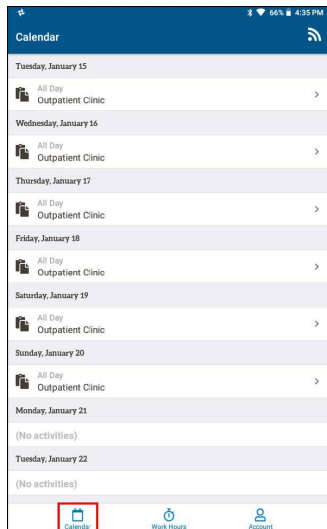 66% 4:35 PM
Calendar
Tuesday, January 15
All Day
Outpatient Clinic
Wednesday, January 16
All Day
Outpatient Clinic
Thursday, January 17
All Day
Outpatient Clinic
Friday, January 18
All Day
Outpatient Clinic
Saturday, January 19
All Day
Outpatient Clinic
Sunday, January 20
All Day
Outpatient Clinic
Monday, January 21
(No activities)
Tuesday, January 22
(No activities)
Calendar Work Hours Account